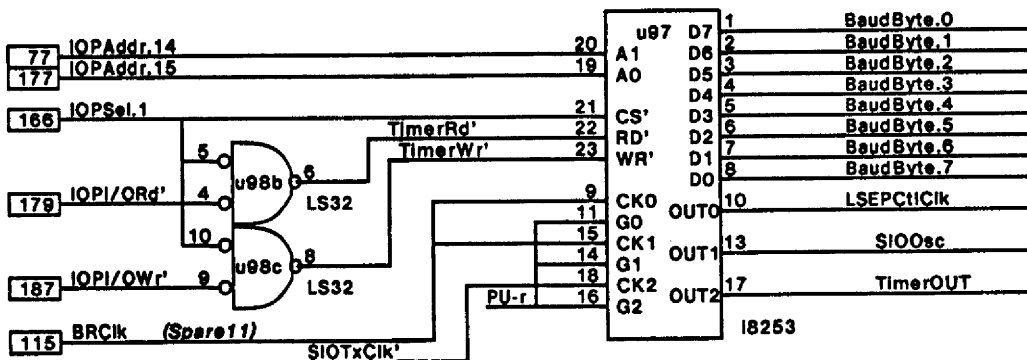 1 BaudByte.0
u97 D7
77 IOPAddr.14 20 A1 D6 2 BaudByte.1
177 IOPAddr.15 19 A0 D5 3 BaudByte.2
D4 4 BaudByte.3
166 IOPSel.1 21 CS' D3 5 BaudByte.4
TimerRd' 22 RD' D2 6 BaudByte.5
TimerWr' 23 WR' D1 7 BaudByte.6
D0 8 BaudByte.7
5 u98b 6
179 IOPI/ORd' 4 LS32
9 CK0 OUT0 10 LSEPCtlClk
11 G0
10 u98c 8
15 CK1 OUT1 13 SIOOsc
14 G1
187 IOPI/OWr' 9 LS32
18 CK2 OUT2 17 TimerOUT
PU-r 16 G2
115 BRClk (Spare11)
I8253
SIOTxClk'